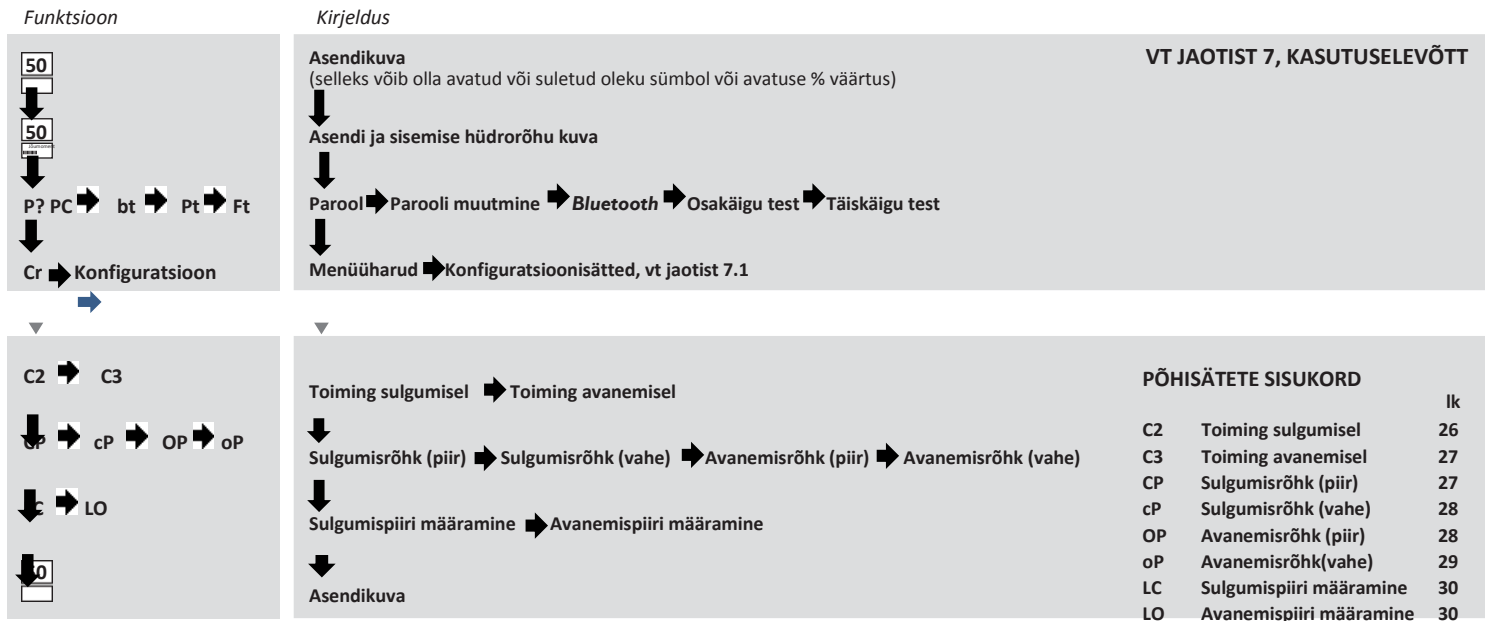 Funktsioon
Kirjeldus
50
50
P? PC bt Pt Ft
Cr Konfiguratsioon
Asendikuva
(selleks võib olla avatud või suletud oleku sümbol või avatuse % väärtus)
Asendi ja sisemise hüdrorõhu kuva
Parool Parooli muutmine Bluetooth Osakäigu test Täiskäigu test
Menüüharud Konfiguratsioonisätted, vt jaotist 7.1
VT JAOTIST 7, KASUTUSELEVÕTT
C2 C3
cP OP oP
LO
Toiming sulgumisel Toiming avanemisel
Sulgumisrõhk (piir) Sulgumisrõhk (vahe) Avanemisrõhk (piir) Avanemisrõhk (vahe)
Sulgumispiiri määramine Avanemispiiri määramine
Asendikuva
PÕHISÄTETE SISUKORD
lk
C2 Toiming sulgumisel 26
C3 Toiming avanemisel 27
CP Sulgumisrõhk (piir) 27
cP Sulgumisrõhk (vahe) 28
OP Avanemisrõhk (piir) 28
oP Avanemisrõhk(vahe) 29
LC Sulgumispiiri määramine 30
LO Avanemispiiri määramine 30